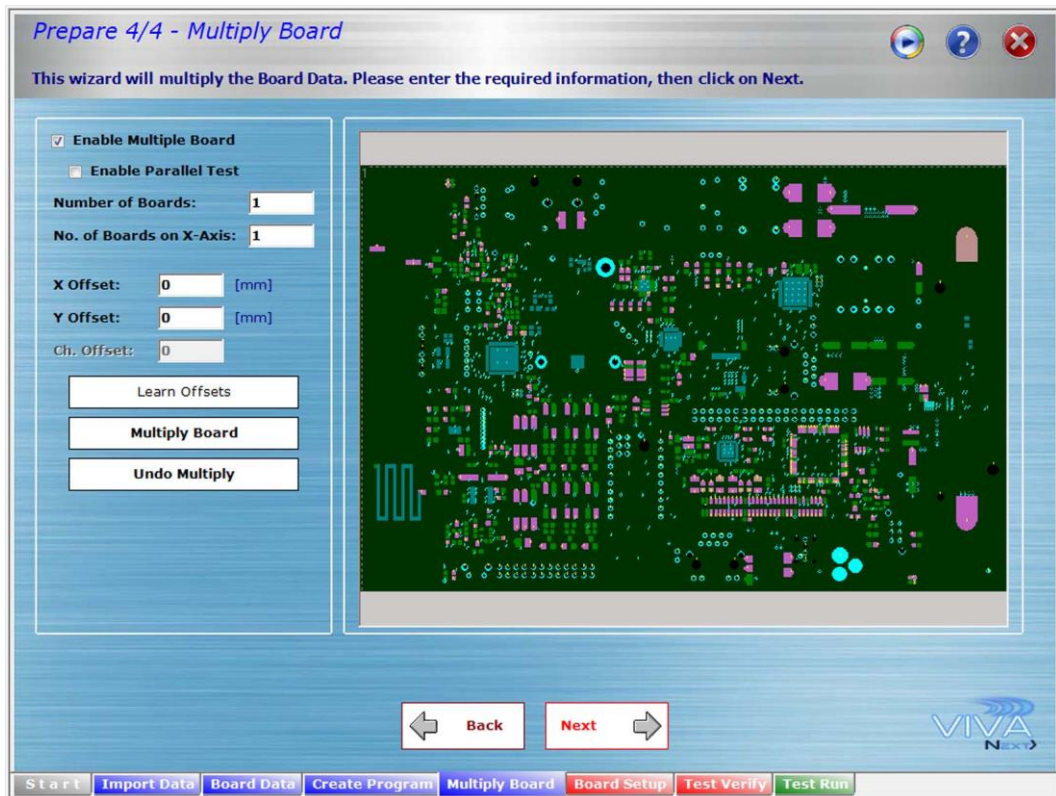 Prepare 4/4 - Multiply Board
This wizard will multiply the Board Data. Please enter the required information, then click on Next.
Enable Multiple Board
Enable Parallel Test
Number of Boards: 1
No. of Boards on X-Axis: 1
X Offset: 0 [mm]
Y Offset: 0 [mm]
Ch. Offset: 0
Learn Offsets
Multiply Board
Undo Multiply
1
Back Next
VIVA
NEXT
Start Import Data Board Data Create Program Multiply Board Board Setup Test Verify Test Run